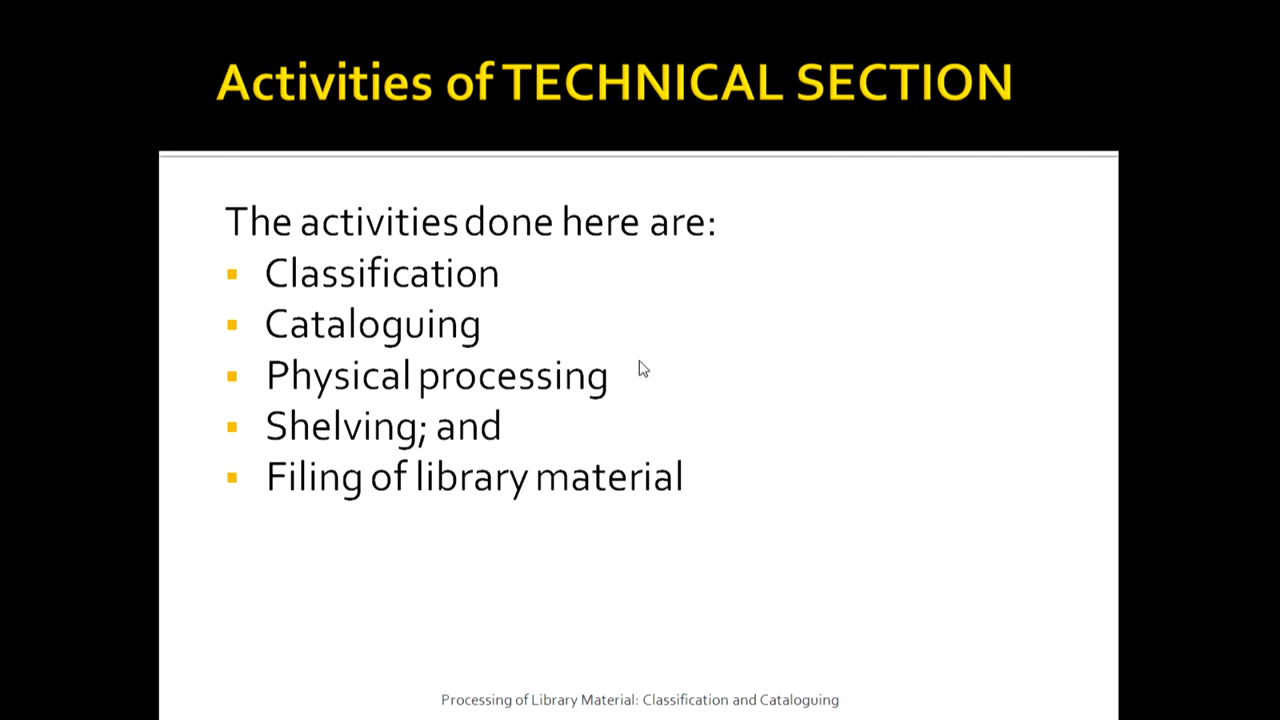 Activities of TECHNICAL SECTION
The activities done here are:
▪ Classification
▪ Cataloguing
▪ Physical processing
▪ Shelving; and
▪ Filing of library material
Processing of Library Material: Classification and Cataloguing